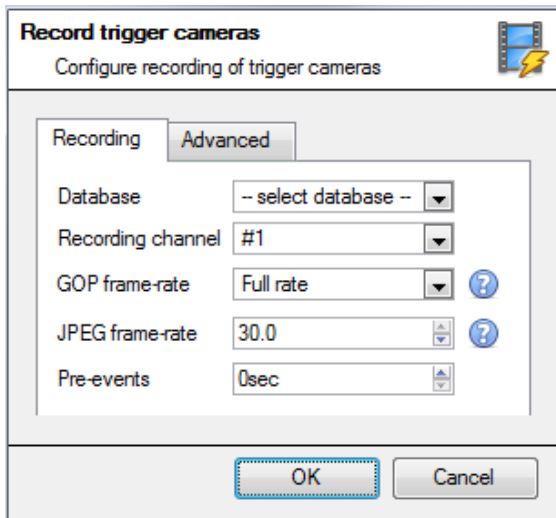 Record trigger cameras
Configure recording of trigger cameras
Recording Advanced
Database -- select database --
Recording channel #1
GOP frame-rate Full rate ?
JPEG frame-rate 30.0 ?
Pre-events 0sec
OK Cancel